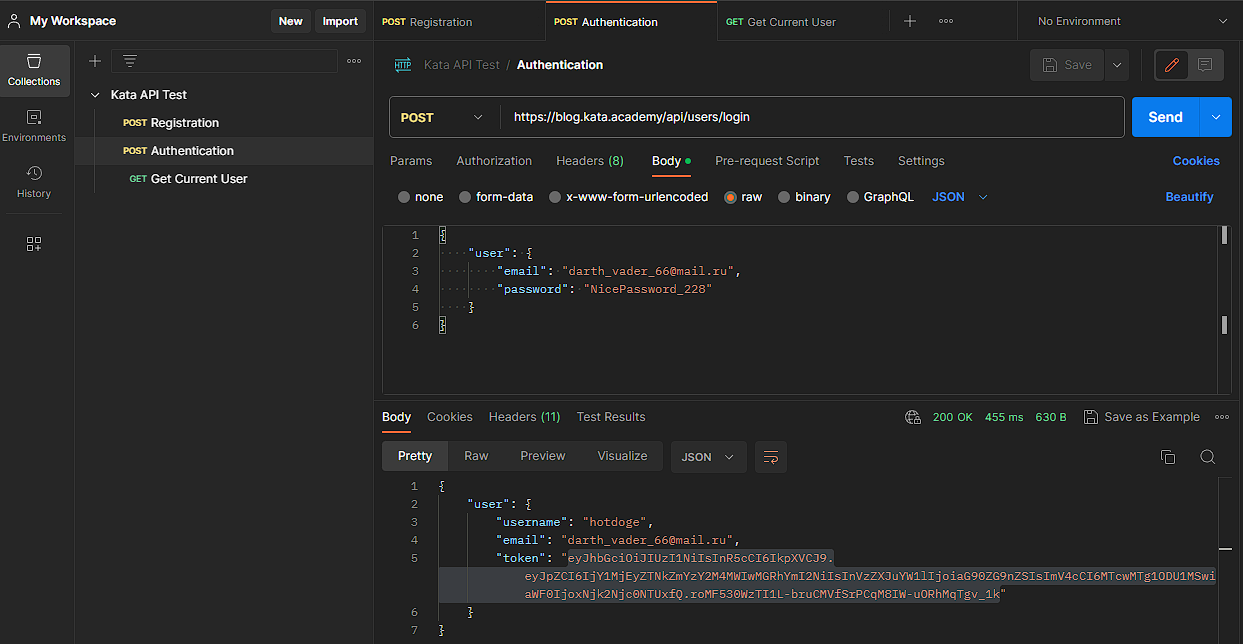 My Workspace
New
Import
POST Registration
POST Authentication
GET Get Current User
No Environment
Collections
Environments
History
Kata API Test
POST Registration
POST Authentication
GET Get Current User
HTTP
Kata API Test / Authentication
Save
POST
https://blog.kata.academy/api/users/login
Send
Params
Authorization
Headers (8)
Body
Pre-request Script
Tests
Settings
Cookies
none
form-data
x-www-form-urlencoded
raw
binary
GraphQL
JSON
Beautify
1 {
2 "user": {
3 "email": "darth_vader_66@mail.ru",
4 "password": "NicePassword_228"
5 }
6 }
Body
Cookies
Headers (11)
Test Results
200 OK
455 ms
630 B
Save as Example
Pretty
Raw
Preview
Visualize
JSON
1 {
2 "user": {
3 "username": "hotdoge",
4 "email": "darth_vader_66@mail.ru",
5 "token": "eyJhbGciOiJIUzI1NiIsInR5cCI6IkpXVCJ9.
eyJpZCI6IjY1MjEyZTNkZmYzY2M4MWIwMGRhYmI2NiIsInVzZXJuYW1lIjoiaG90ZG9nZSIsImV4cCI6MTcwMTg1ODU1MSwi
aWF0IjoxNjk2Njc0NTUxfQ.roMF530WzTI1L-bruCMVfSrPCqM8IW-uORhMqTgv_1k"
6 }
7 }